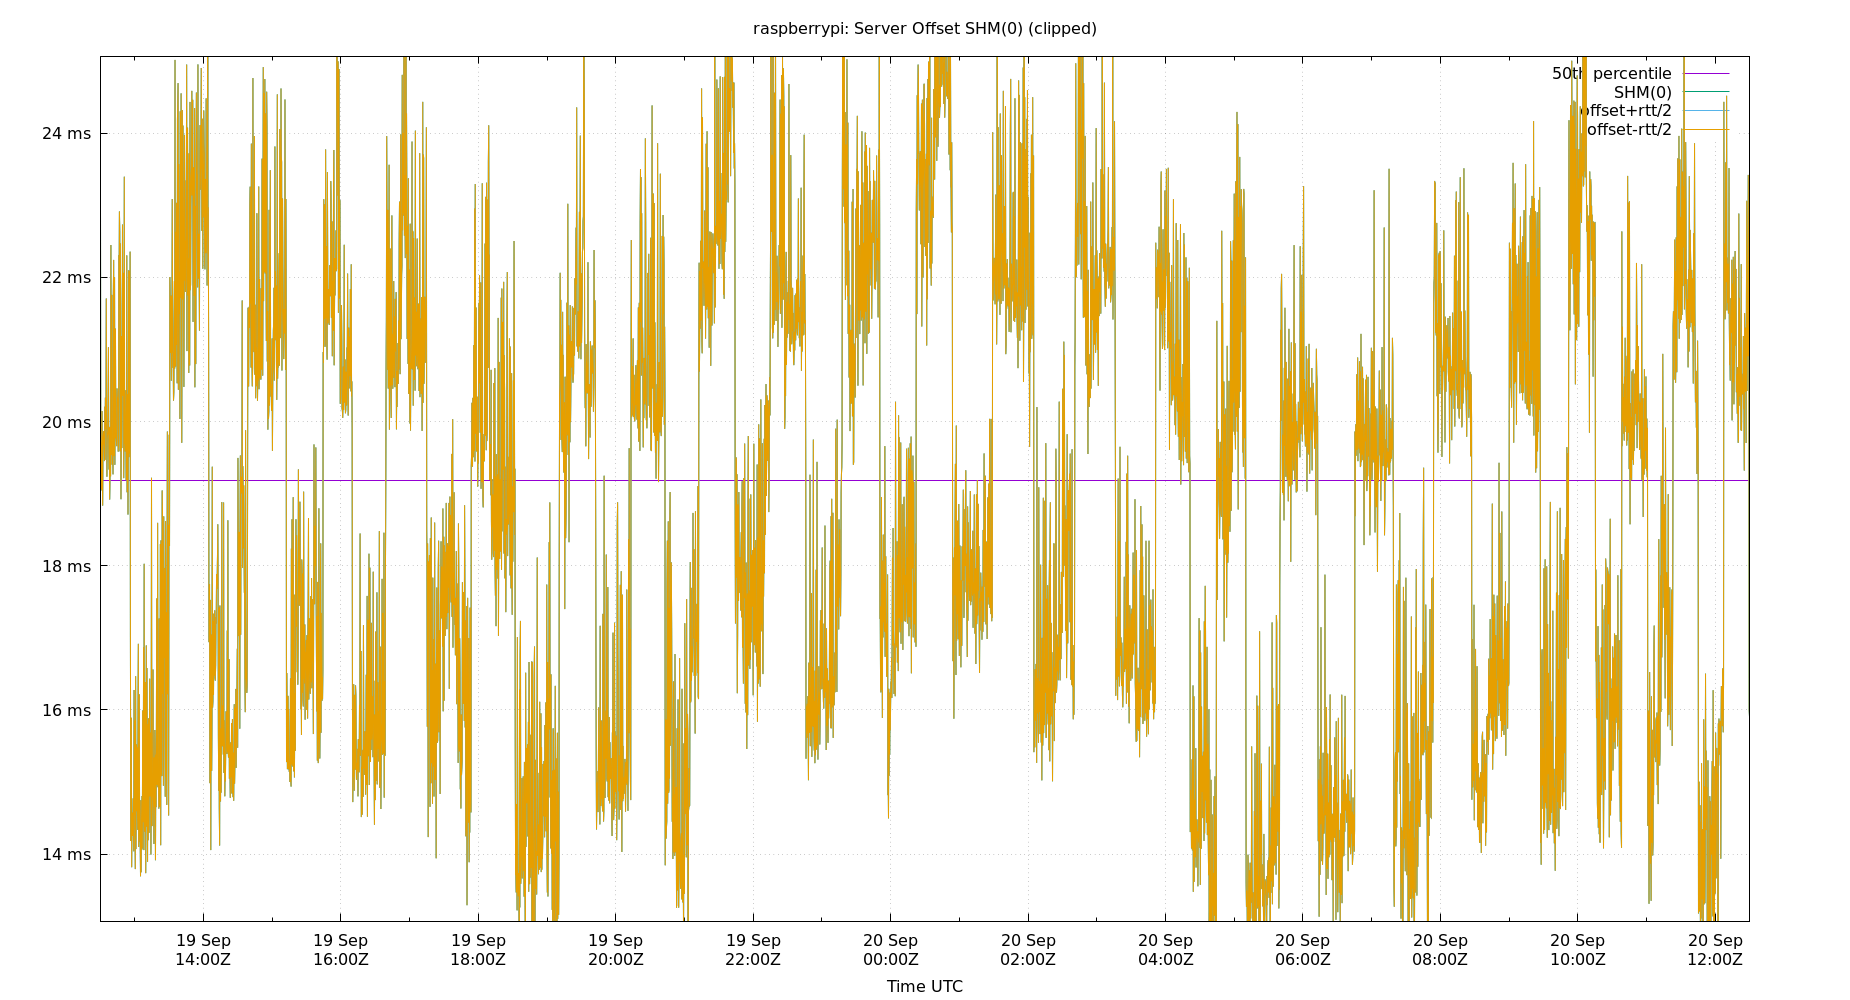 raspberrypi: Server Offset SHM(0) (clipped)
50th percentile
SHM(0)
offset+rtt/2
offset-rtt/2
24 ms
22 ms
20 ms
18 ms
16 ms
14 ms
19 Sep 19 Sep 19 Sep 19 Sep 19 Sep 20 Sep 20 Sep 20 Sep 20 Sep 20 Sep 20 Sep 20 Sep
14:00Z 16:00Z 18:00Z 20:00Z 22:00Z 00:00Z 02:00Z 04:00Z 06:00Z 08:00Z 10:00Z 12:00Z
Time UTC